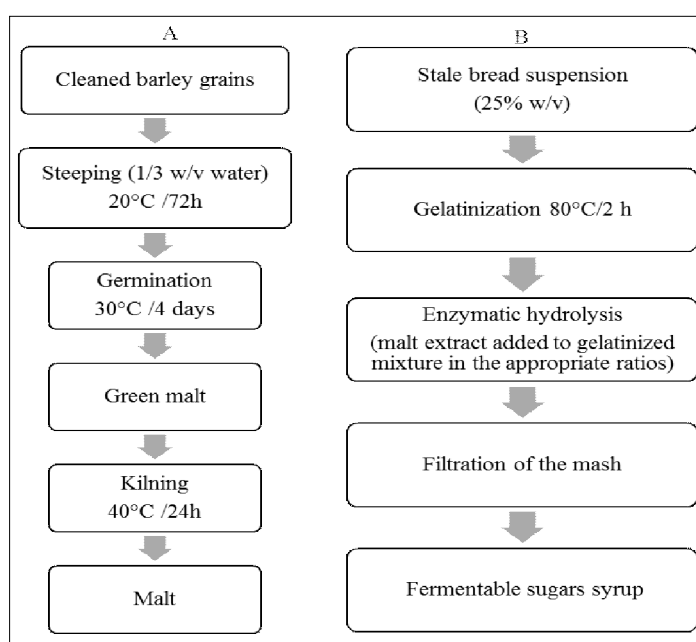 A
Cleaned barley grains
Steeping (1/3 w/v water)
20°C /72h
Germination
30°C /4 days
Green malt
Kilning
40°C /24h
Malt
B
Stale bread suspension
(25% w/v)
Gelatinization 80°C/2 h
Enzymatic hydrolysis
(malt extract added to gelatinized
mixture in the appropriate ratios)
Filtration of the mash
Fermentable sugars syrup